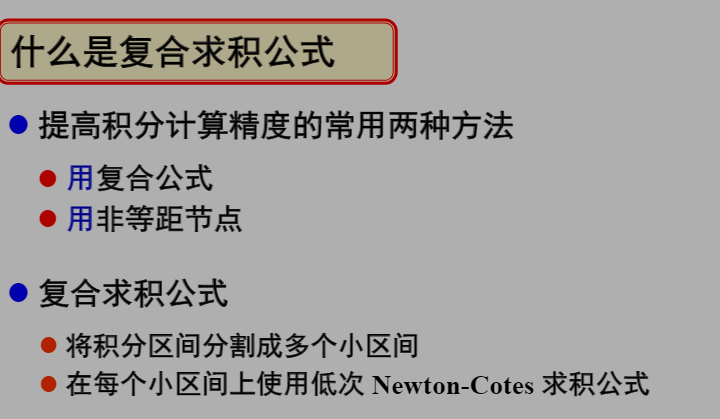 什么是复合求积公式
提高积分计算精度的常用两种方法
用复合公式
用非等距节点
复合求积公式
将积分区间分割成多个小区间
在每个小区间上使用低次 Newton-Cotes 求积公式